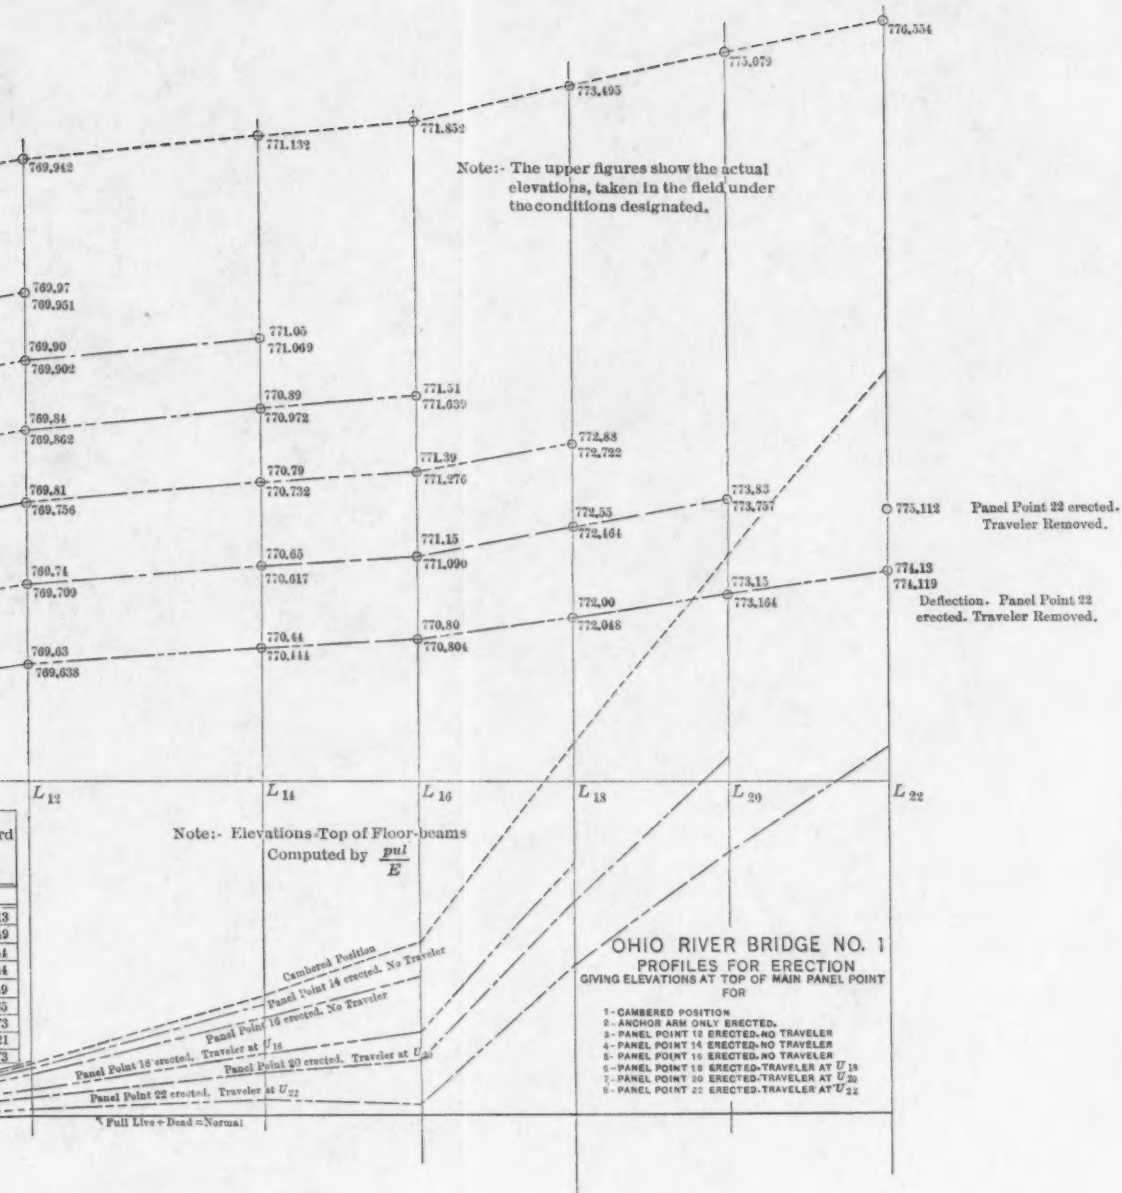 776.554
775.079
773.495
771.852
771.132
769.942
Note:- The upper figures show the actual
elevations, taken in the field under
the conditions designated.
769.97
769.951
771.05
771.069
769.90
769.902
771.51
771.639
770.89
770.972
769.84
769.862
772.88
772.722
771.39
771.276
770.79
770.732
769.81
769.756
773.83
773.757
775.112
Panel Point 22 erected.
Traveler Removed.
772.55
772.464
771.15
771.090
770.65
770.617
769.74
769.709
774.13
774.119
Deflection. Panel Point 22
erected. Traveler Removed.
773.15
773.164
772.00
772.048
770.80
770.804
770.44
770.444
769.63
769.638
L12
L14
L16
L18
L20
L22
Note:- Elevations-Top of Floor-beams
Computed by pul/E
Cambered Position
Panel Point 14 erected. No Traveler
Panel Point 16 erected. No Traveler
Panel Point 18 erected. Traveler at U18
Panel Point 20 erected. Traveler at U20
Panel Point 22 erected. Traveler at U22
Full Live + Dead = Normal
OHIO RIVER BRIDGE NO. 1
PROFILES FOR ERECTION
GIVING ELEVATIONS AT TOP OF MAIN PANEL POINT
FOR
1-CAMBERED POSITION
2-ANCHOR ARM ONLY ERECTED.
3-PANEL POINT 12 ERECTED-NO TRAVELER
4-PANEL POINT 14 ERECTED-NO TRAVELER
5-PANEL POINT 16 ERECTED-NO TRAVELER
6-PANEL POINT 18 ERECTED-TRAVELER AT U18
7-PANEL POINT 20 ERECTED-TRAVELER AT U20
8-PANEL POINT 22 ERECTED-TRAVELER AT U22